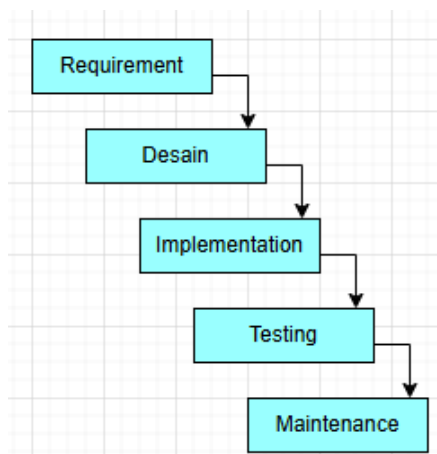 Requirement
Desain
Implementation
Testing
Maintenance